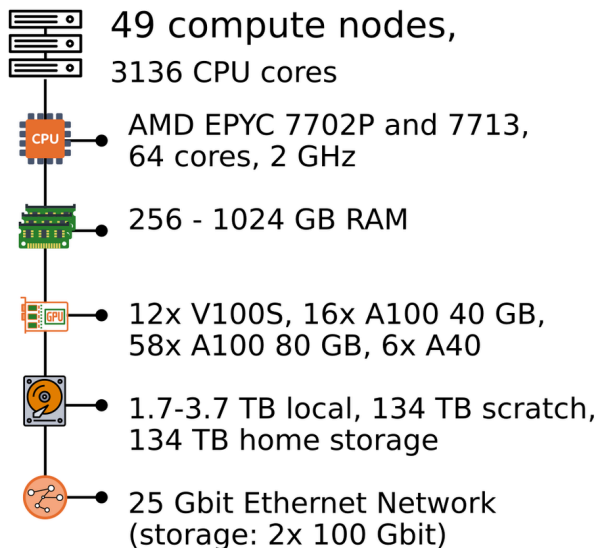 49 compute nodes,
3136 CPU cores
CPU
AMD EPYC 7702P and 7713,
64 cores, 2 GHz
256 - 1024 GB RAM
GPU
12x V100S, 16x A100 40 GB,
58x A100 80 GB, 6x A40
1.7-3.7 TB local, 134 TB scratch,
134 TB home storage
25 Gbit Ethernet Network
(storage: 2x 100 Gbit)